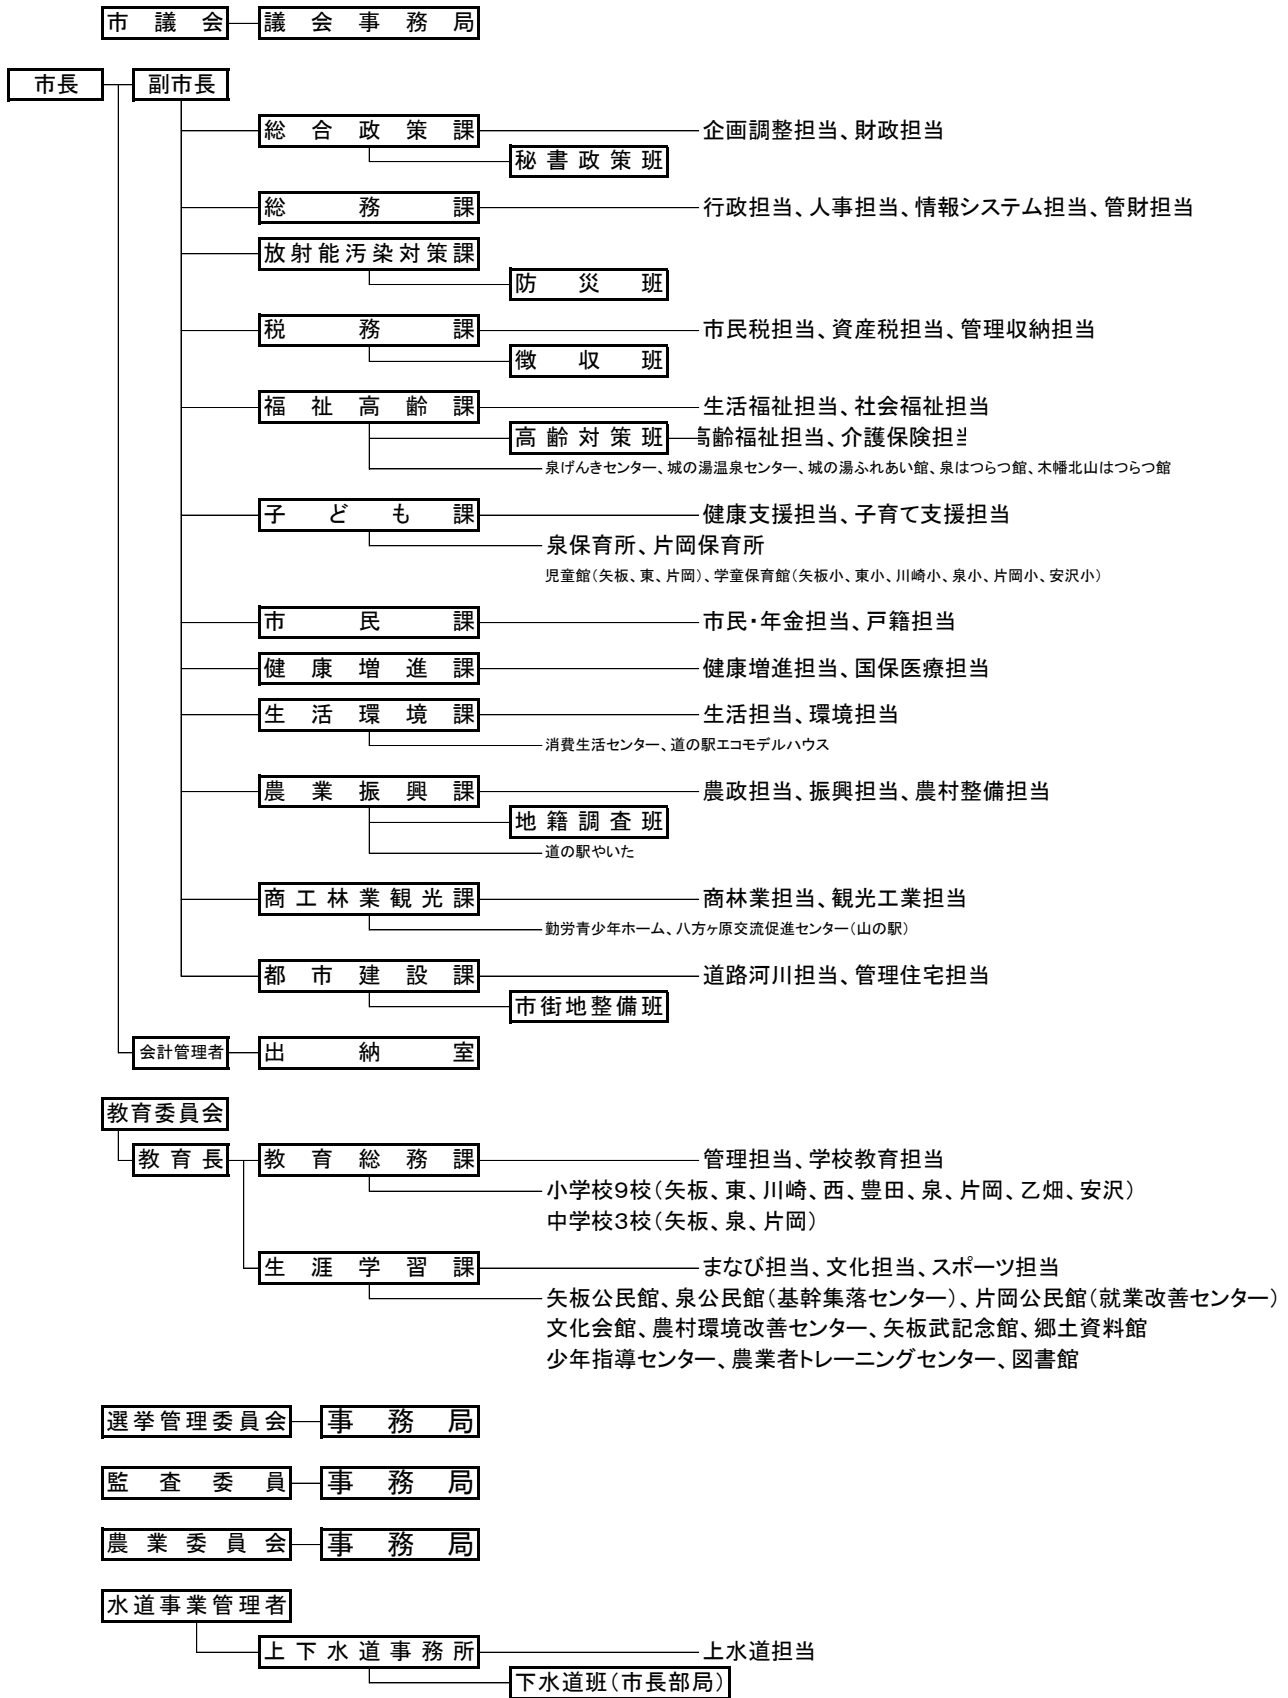 市議会 議会事務局
市長 副市長
総合政策課 企画調整担当、財政担当
秘書政策班
総務課 行政担当、人事担当、情報システム担当、管財担当
放射能汚染対策課
防災班
税務課 市民税担当、資産税担当、管理収納担当
徴収班
福祉高齢課 生活福祉担当、社会福祉担当
高齢対策班 高齢福祉担当、介護保険担当
泉げんきセンター、城の湯温泉センター、城の湯ふれあい館、泉はつらつ館、木幡北山はつらつ館
子ども課 健康支援担当、子育て支援担当
泉保育所、片岡保育所
児童館（矢板、東、片岡）、学童保育館（矢板小、東小、川崎小、泉小、片岡小、安沢小）
市民課 市民・年金担当、戸籍担当
健康増進課 健康増進担当、国保医療担当
生活環境課 生活担当、環境担当
消費生活センター、道の駅エコモデルハウス
農業振興課 農政担当、振興担当、農村整備担当
地籍調査班
道の駅やいた
商工林業観光課 商林業担当、観光工業担当
勤労青少年ホーム、八方ヶ原交流促進センター（山の駅）
都市建設課 道路河川担当、管理住宅担当
市街地整備班
会計管理者 出納室
教育委員会
教育長 教育総務課 管理担当、学校教育担当
小学校９校（矢板、東、川崎、西、豊田、泉、片岡、乙畑、安沢）
中学校３校（矢板、泉、片岡）
生涯学習課 まなび担当、文化担当、スポーツ担当
矢板公民館、泉公民館（基幹集落センター）、片岡公民館（就業改善センター）
文化会館、農村環境改善センター、矢板武記念館、郷土資料館
少年指導センター、農業者トレーニングセンター、図書館
選挙管理委員会 事務局
監査委員 事務局
農業委員会 事務局
水道事業管理者
上下水道事務所 上水道担当
下水道班（市長部局）